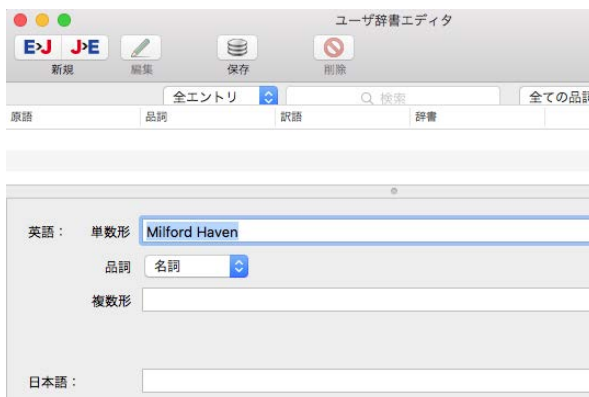 ユーザ辞書エディタ
E›J J›E
新規 編集 保存 削除
全エントリ 検索 全ての品詞
原語 品詞 訳語 辞書
英語： 単数形 Milford Haven
品詞 名詞
複数形
日本語：